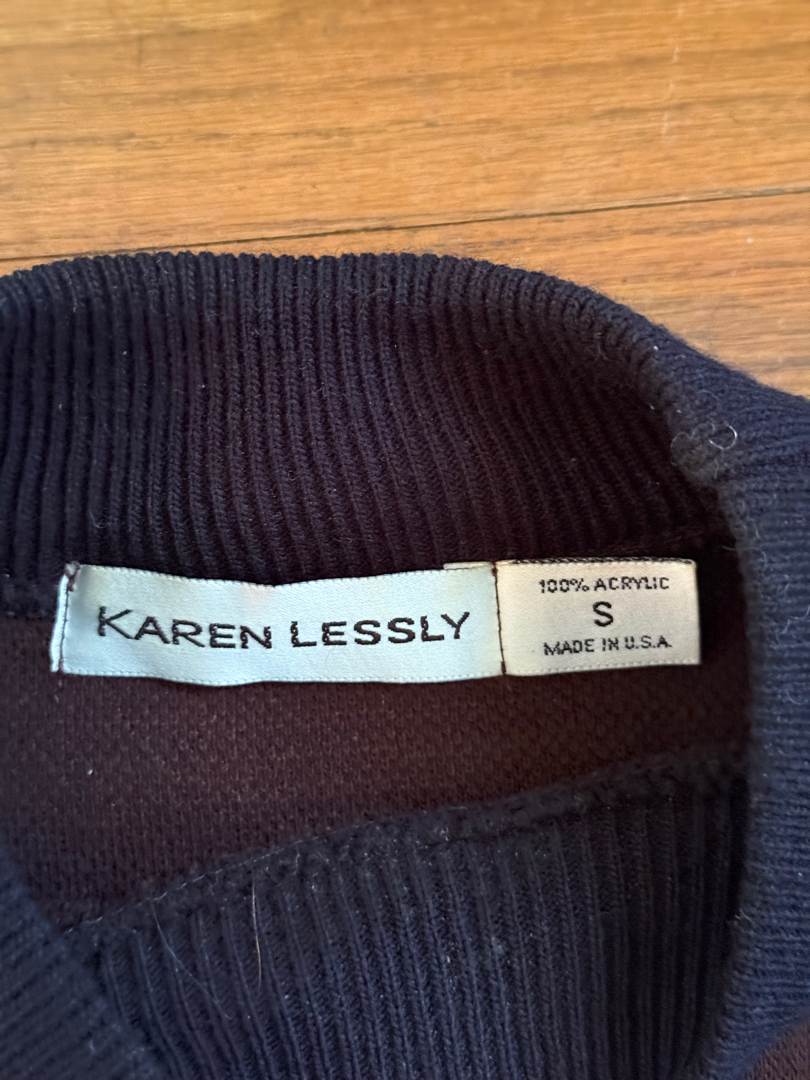 KAREN LESSLY
100% ACRYLIC
S
MADE IN U.S.A.